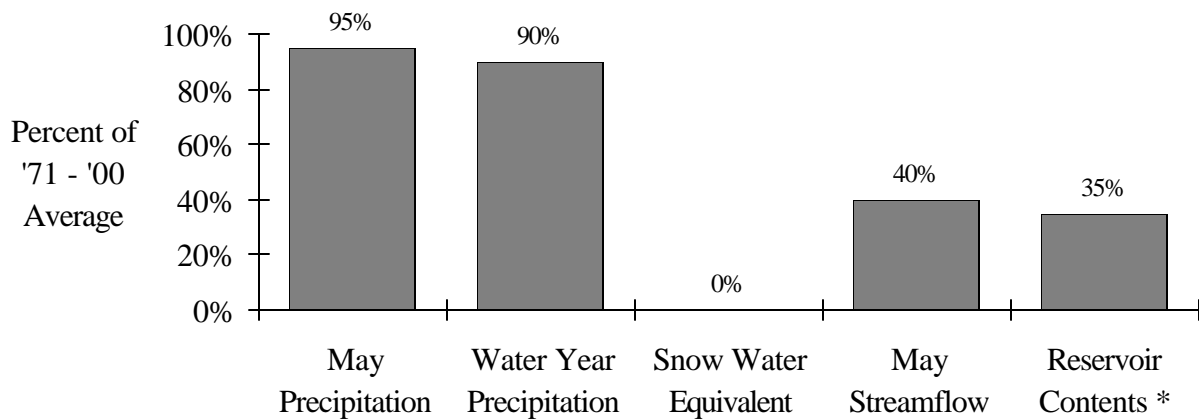 Percent of
'71 - '00
Average
100%
80%
60%
40%
20%
0%
95%
90%
0%
40%
35%
May
Precipitation
Water Year
Precipitation
Snow Water
Equivalent
May
Streamflow
Reservoir
Contents *